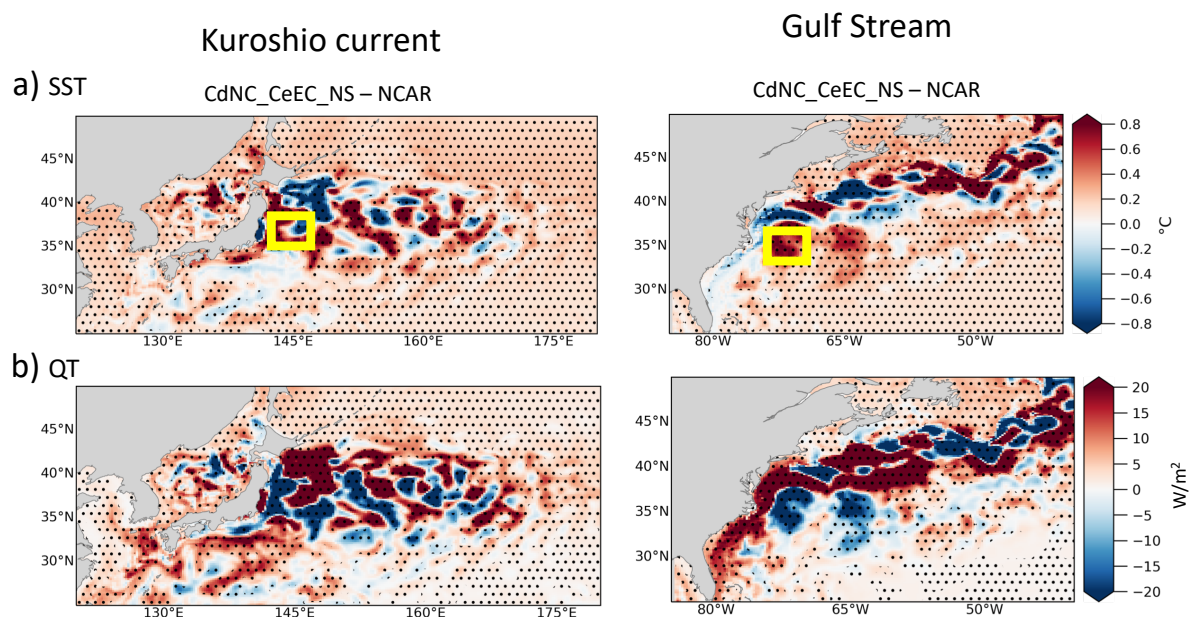 Kuroshio current
Gulf Stream
a) SST
CdNC_CeEC_NS – NCAR
CdNC_CeEC_NS – NCAR
45°N
40°N
35°N
30°N
130°E
145°E
160°E
175°E
45°N
40°N
35°N
30°N
80°W
65°W
50°W
0.8
0.6
0.4
0.2
0.0
−0.2
−0.4
−0.6
−0.8
°C
b) QT
45°N
40°N
35°N
30°N
130°E
145°E
160°E
175°E
45°N
40°N
35°N
30°N
80°W
65°W
50°W
20
15
10
5
0
−5
−10
−15
−20
W/m²